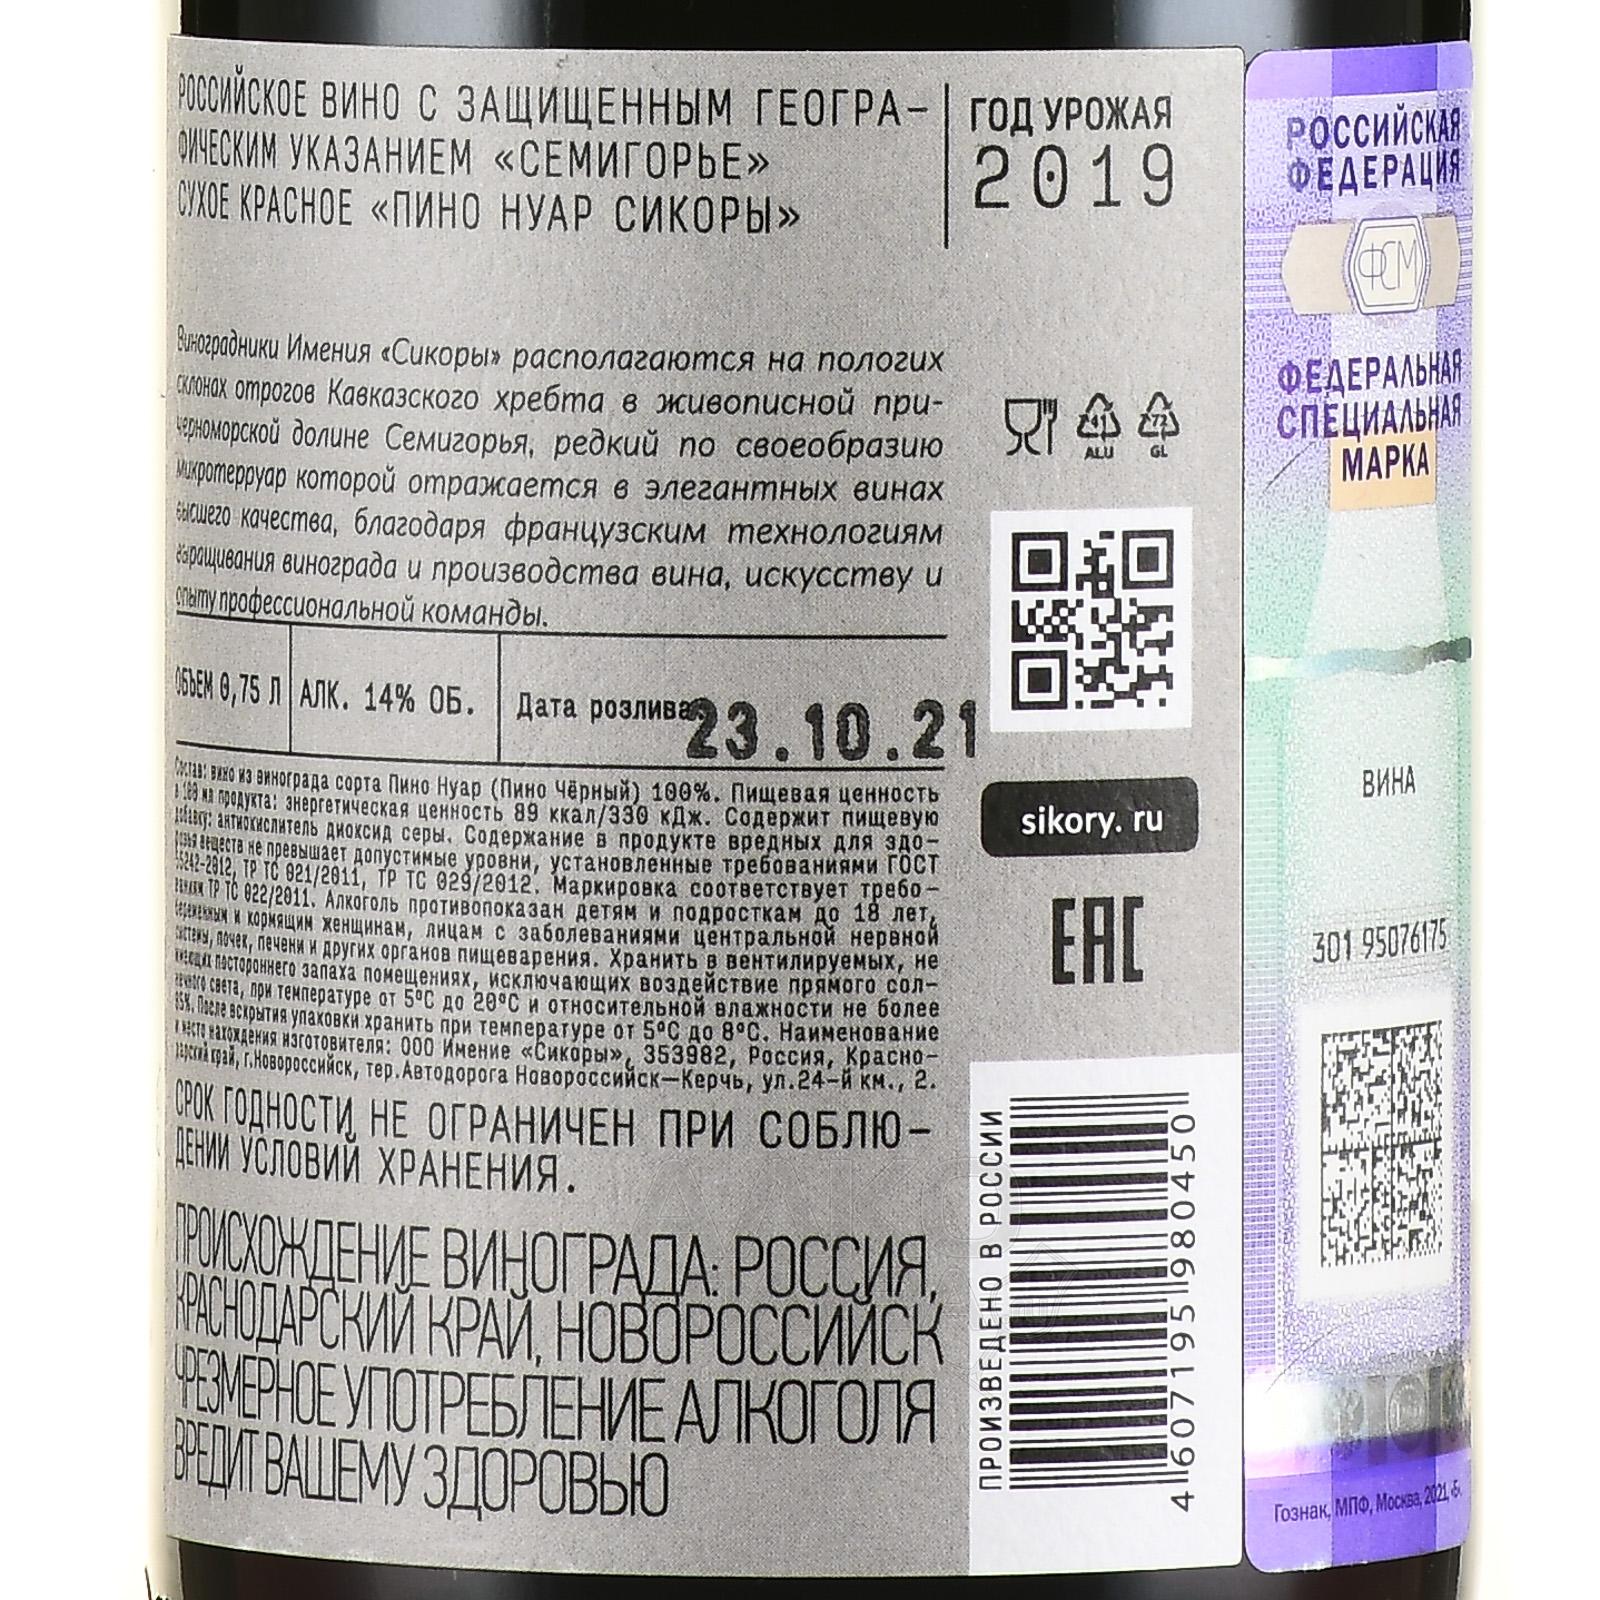 РОССИЙСКОЕ ВИНО С ЗАЩИЩЕННЫМ ГЕОГРА-
ФИЧЕСКИМ УКАЗАНИЕМ «СЕМИГОРЬЕ»
СУХОЕ КРАСНОЕ «ПИНО НУАР СИКОРЫ»
ГОД УРОЖАЯ
2019
Виноградники Имения «Сикоры» располагаются на пологих
склонах отрогов Кавказского хребта в живописной при-
черноморской долине Семигорья, редкий по своеобразию
микротерруар которой отражается в элегантных винах
высшего качества, благодаря французским технологиям
выращивания винограда и производства вина, искусству и
опыту профессиональной команды.
ОБЪЕМ 0,75 Л
АЛК. 14% ОБ.
Дата розлива
23.10.21
Состав: вино из винограда сорта Пино Нуар (Пино Чёрный) 100%. Пищевая ценность
в 100 мл продукта: энергетическая ценность 89 ккал/330 кДж. Содержит пищевую
добавку: антиокислитель диоксид серы. Содержание в продукте вредных для здо-
ровья веществ не превышает допустимые уровни, установленные требованиями ГОСТ
55242-2012, ТР ТС 021/2011, ТР ТС 029/2012. Маркировка соответствует требо-
ваниям ТР ТС 022/2011. Алкоголь противопоказан детям и подросткам до 18 лет,
беременным и кормящим женщинам, лицам с заболеваниями центральной нервной
системы, почек, печени и других органов пищеварения. Хранить в вентилируемых, не
имеющих постороннего запаха помещениях, исключающих воздействие прямого сол-
нечного света, при температуре от 5°С до 20°С и относительной влажности не более
85%. После вскрытия упаковки хранить при температуре от 5°С до 8°С. Наименование
и место нахождения изготовителя: ООО Имение «Сикоры», 353982, Россия, Красно-
дарский край, г.Новороссийск, тер.Автодорога Новороссийск—Керчь, ул.24-й км., 2.
СРОК ГОДНОСТИ НЕ ОГРАНИЧЕН ПРИ СОБЛЮ-
ДЕНИИ УСЛОВИЙ ХРАНЕНИЯ.
ПРОИСХОЖДЕНИЕ ВИНОГРАДА: РОССИЯ,
КРАСНОДАРСКИЙ КРАЙ, НОВОРОССИЙСК
ЧРЕЗМЕРНОЕ УПОТРЕБЛЕНИЕ АЛКОГОЛЯ
ВРЕДИТ ВАШЕМУ ЗДОРОВЬЮ
41
ALU
GL
sikory. ru
ЕАС
ПРОИЗВЕДЕНО В РОССИИ
4 607195 980450
РОССИЙСКАЯ
ФЕДЕРАЦИЯ
ФСМ
ФЕДЕРАЛЬНАЯ
СПЕЦИАЛЬНАЯ
МАРКА
ВИНА
301 95076175
Гознак, МПФ, Москва, 2021, «Б».